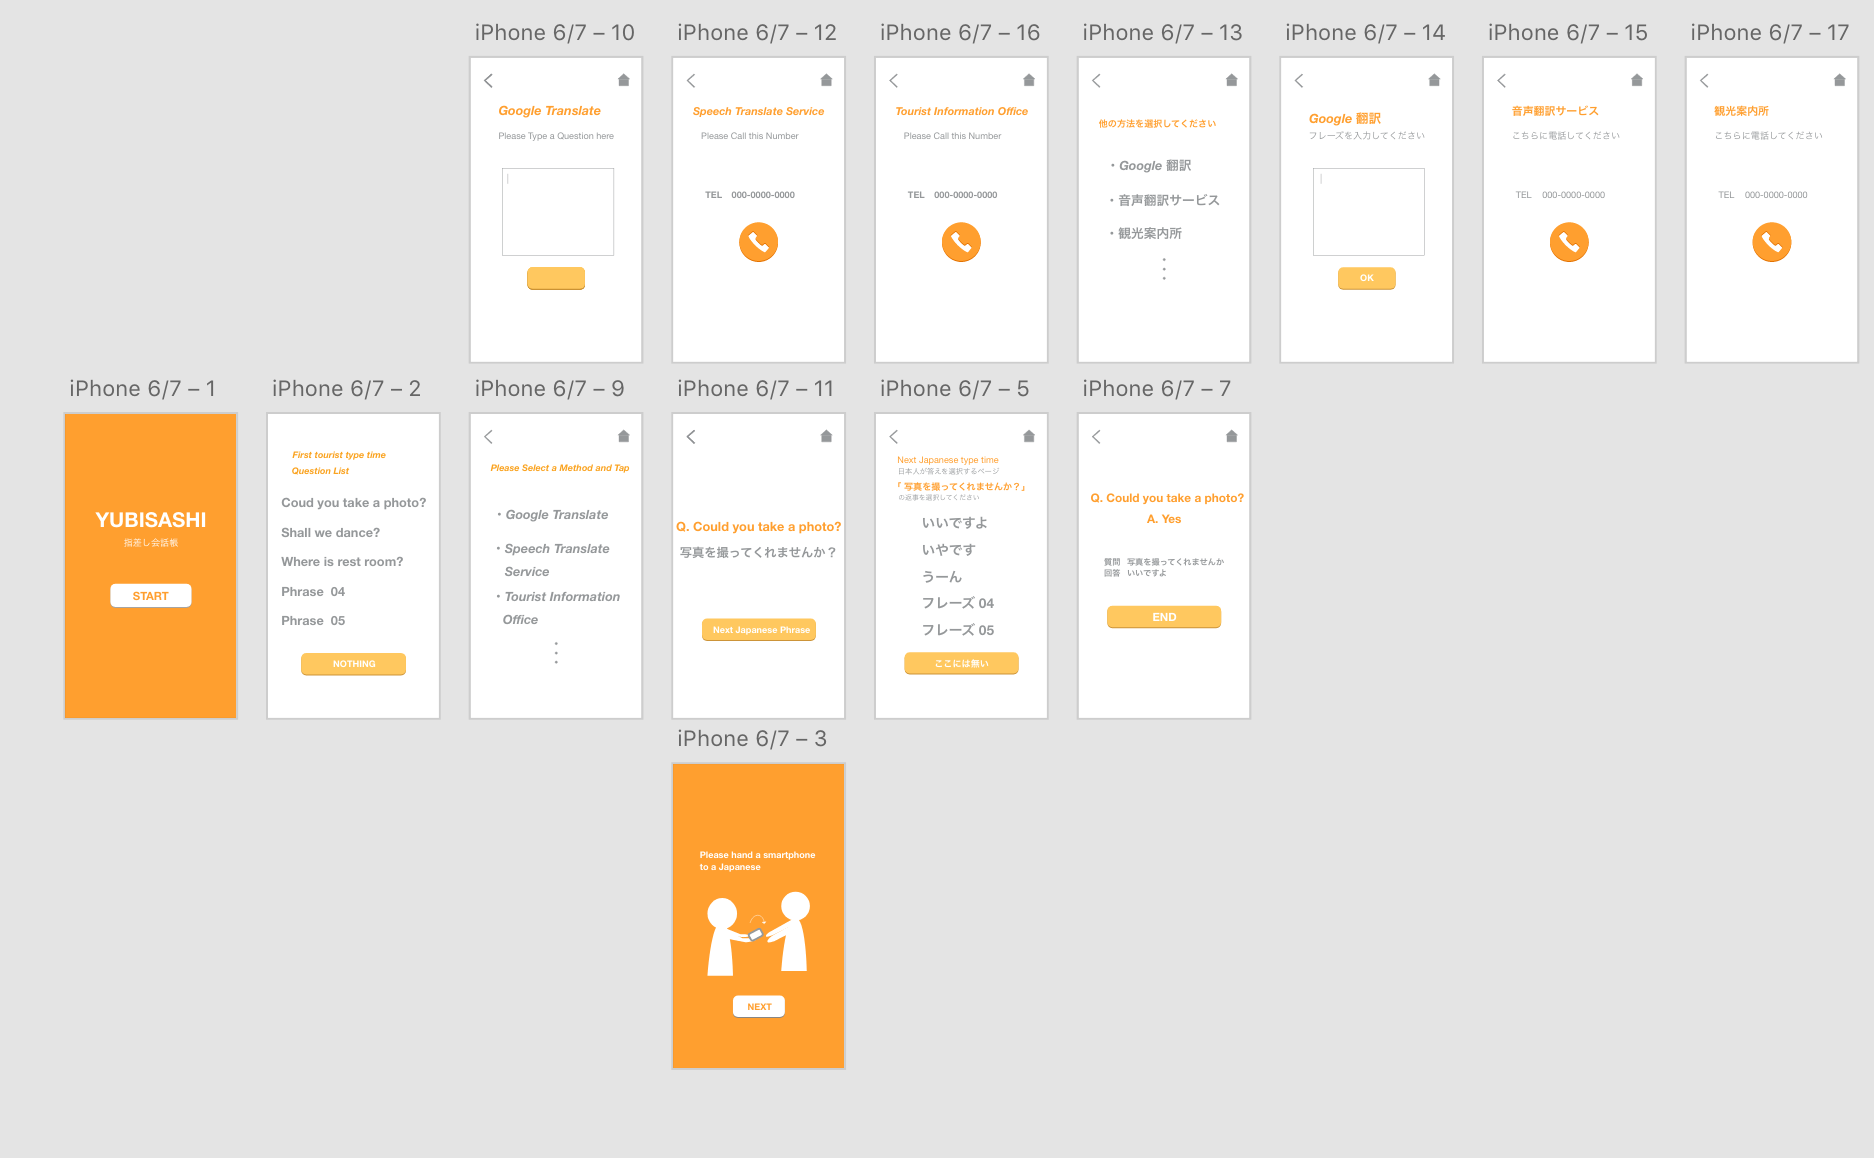 iPhone 6/7 – 10
Google Translate
Please Type a Question here
iPhone 6/7 – 12
Speech Translate Service
Please Call this Number
TEL 000-0000-0000
iPhone 6/7 – 16
Tourist Information Office
Please Call this Number
TEL 000-0000-0000
iPhone 6/7 – 13
他の方法を選択してください
・Google 翻訳
・音声翻訳サービス
・観光案内所
iPhone 6/7 – 14
Google 翻訳
フレーズを入力してください
OK
iPhone 6/7 – 15
音声翻訳サービス
こちらに電話してください
TEL 000-0000-0000
iPhone 6/7 – 17
観光案内所
こちらに電話してください
TEL 000-0000-0000
iPhone 6/7 – 1
YUBISASHI
指差し会話帳
START
iPhone 6/7 – 2
First tourist type time
Question List
Coud you take a photo?
Shall we dance?
Where is rest room?
Phrase 04
Phrase 05
NOTHING
iPhone 6/7 – 9
Please Select a Method and Tap
・Google Translate
・Speech Translate
Service
・Tourist Information
Office
iPhone 6/7 – 11
Q. Could you take a photo?
写真を撮ってくれませんか？
Next Japanese Phrase
iPhone 6/7 – 5
Next Japanese type time
日本人が答えを選択するページ
「写真を撮ってくれませんか？」
の返事を選択してください
いいですよ
いやです
うーん
フレーズ 04
フレーズ 05
ここには無い
iPhone 6/7 – 7
Q. Could you take a photo?
A. Yes
質問 写真を撮ってくれませんか
回答 いいですよ
END
iPhone 6/7 – 3
Please hand a smartphone
to a Japanese
NEXT